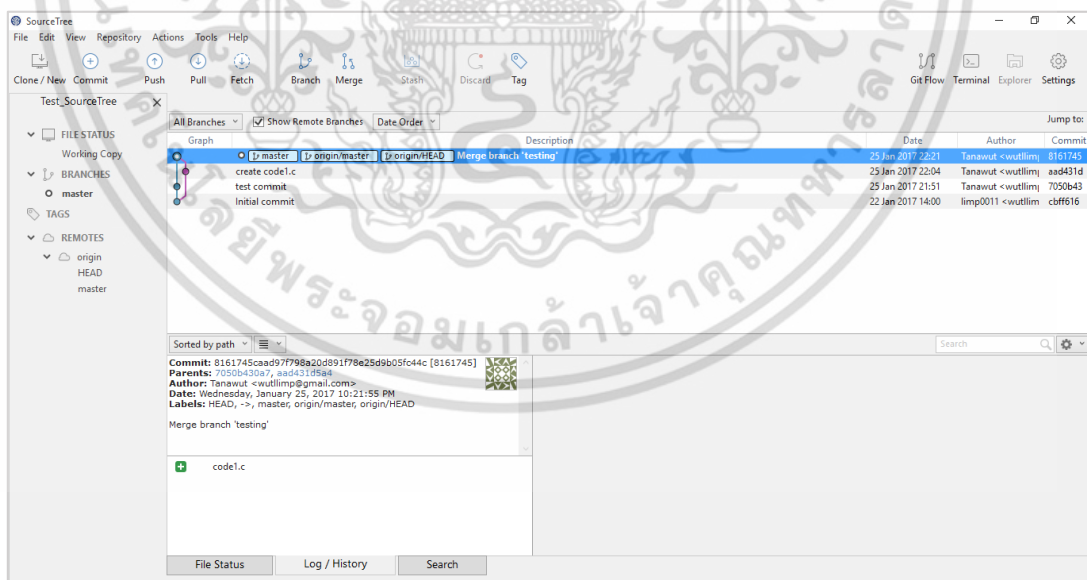 SourceTree
File Edit View Repository Actions Tools Help
Clone / New Commit Push Pull Fetch Branch Merge Stash Discard Tag Git Flow Terminal Explorer Settings
Test_SourceTree
All Branches Show Remote Branches Date Order Jump to:
Graph Description Date Author Commit
master origin/master origin/HEAD Merge branch 'testing' 25 Jan 2017 22:21 Tanawut <wutllimp 8161745
create code1.c 25 Jan 2017 22:04 Tanawut <wutllimp aad431d
test commit 25 Jan 2017 21:51 Tanawut <wutllimp 7050b43
Initial commit 22 Jan 2017 14:00 limp0011 <wutllim cbff616
FILE STATUS
Working Copy
BRANCHES
master
TAGS
REMOTES
origin
HEAD
master
Sorted by path Search
Commit: 8161745caad97f798a20d891f78e25d9b05fc44c [8161745]
Parents: 7050b430a7, aad431d5a4
Author: Tanawut <wutllimp@gmail.com>
Date: Wednesday, January 25, 2017 10:21:55 PM
Labels: HEAD, ->, master, origin/master, origin/HEAD
Merge branch 'testing'
code1.c
File Status Log / History Search